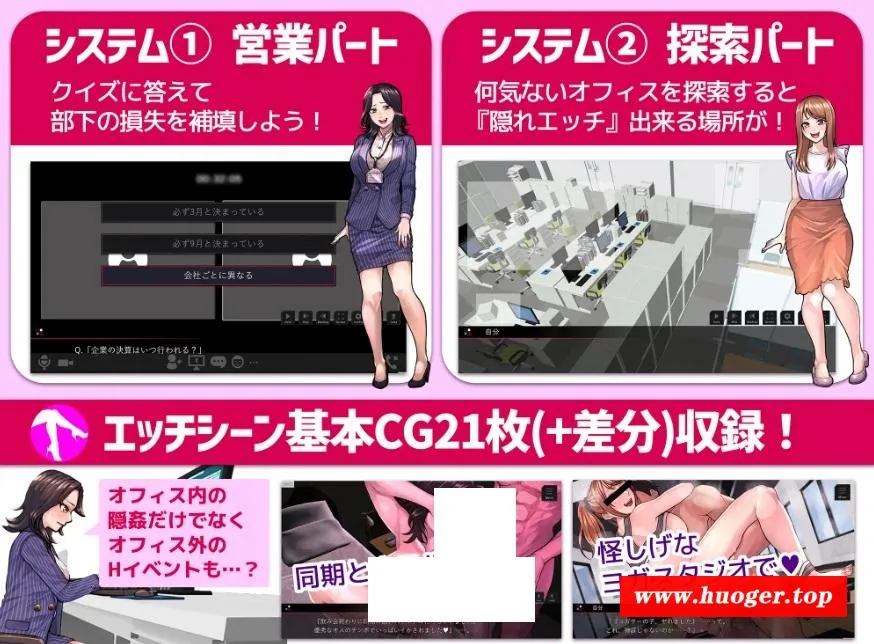 システム① 営業パート
クイズに答えて
部下の損失を補填しよう！
必ず3月と決まっている
必ず9月と決まっている
会社ごとに異なる
Q.「企業の決算はいつ行われる？」
システム② 探索パート
何気ないオフィスを探索すると
『隠れエッチ』出来る場所が！
自分
エッチシーン基本CG21枚(+差分)収録！
オフィス内の
隠姦だけでなく
オフィス外の
Hイベントも…？
同期と
怪しげな
ヨガスタジオで♥
自分
www.huoger.top